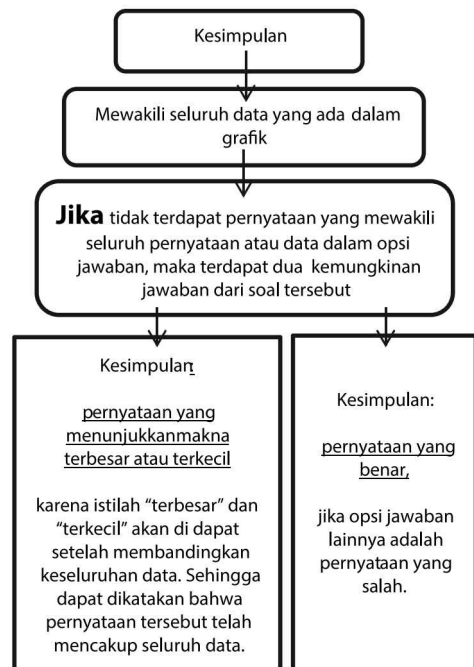 Kesimpulan
Mewakili seluruh data yang ada dalam
grafik
Jika tidak terdapat pernyataan yang mewakili
seluruh pernyataan atau data dalam opsi
jawaban, maka terdapat dua kemungkinan
jawaban dari soal tersebut
Kesimpulan:
pernyataan yang
menunjukkanmakna
terbesar atau terkecil
karena istilah “terbesar” dan
“terkecil” akan di dapat
setelah membandingkan
keseluruhan data. Sehingga
dapat dikatakan bahwa
pernyataan tersebut telah
mencakup seluruh data.
Kesimpulan:
pernyataan yang
benar,
jika opsi jawaban
lainnya adalah
pernyataan yang
salah.